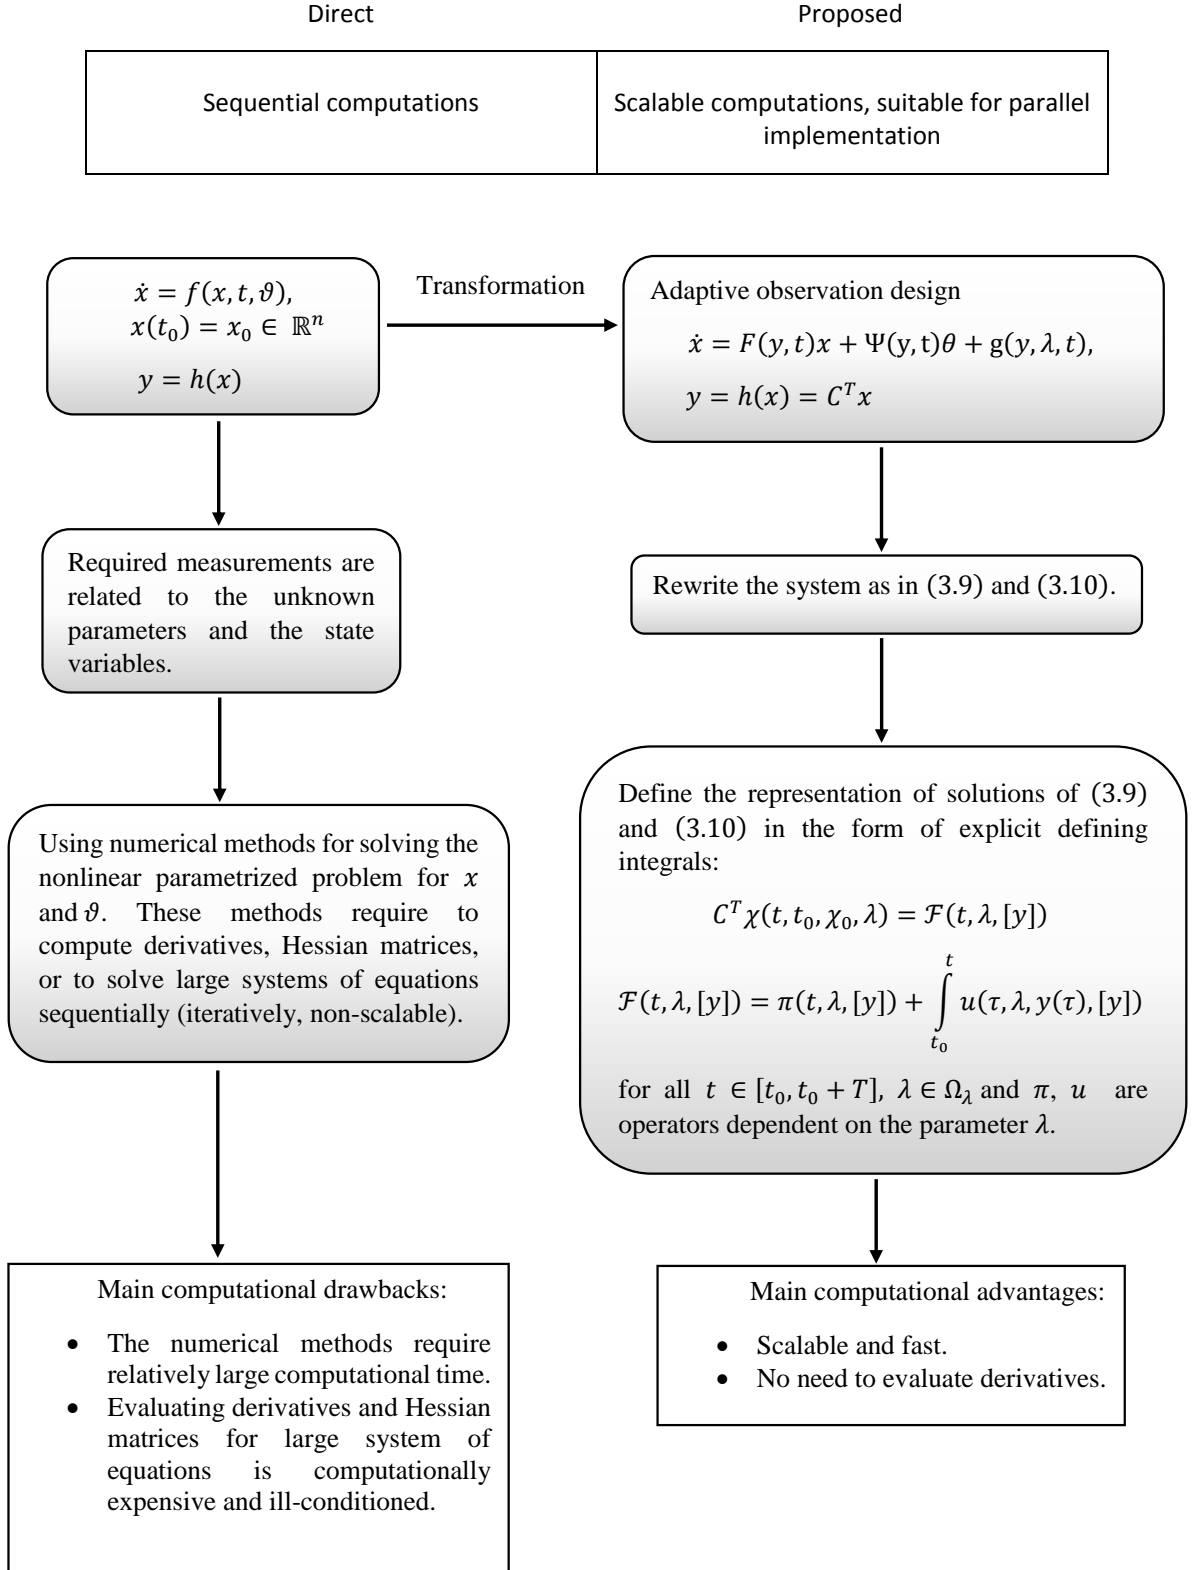 Direct
Proposed
Sequential computations
Scalable computations, suitable for parallel
implementation
ẋ = f(x, t, ϑ),
x(t₀) = x₀ ∈ ℝⁿ
y = h(x)
Transformation
Adaptive observation design
ẋ = F(y, t)x + Ψ(y,t)θ + g(y, λ, t),
y = h(x) = Cᵀx
Required measurements are
related to the unknown
parameters and the state
variables.
Rewrite the system as in (3.9) and (3.10).
Using numerical methods for solving the
nonlinear parametrized problem for x
and ϑ. These methods require to
compute derivatives, Hessian matrices,
or to solve large systems of equations
sequentially (iteratively, non-scalable).
Define the representation of solutions of (3.9)
and (3.10) in the form of explicit defining
integrals:
Cᵀχ(t, t₀, χ₀, λ) = ℱ(t, λ, [y])
ℱ(t, λ, [y]) = π(t, λ, [y]) + ∫_{t₀}^{t} u(τ, λ, y(τ), [y])
for all t ∈ [t₀, t₀ + T], λ ∈ Ω_λ and π, u are
operators dependent on the parameter λ.
Main computational drawbacks:
• The numerical methods require
relatively large computational time.
• Evaluating derivatives and Hessian
matrices for large system of
equations is computationally
expensive and ill-conditioned.
Main computational advantages:
• Scalable and fast.
• No need to evaluate derivatives.